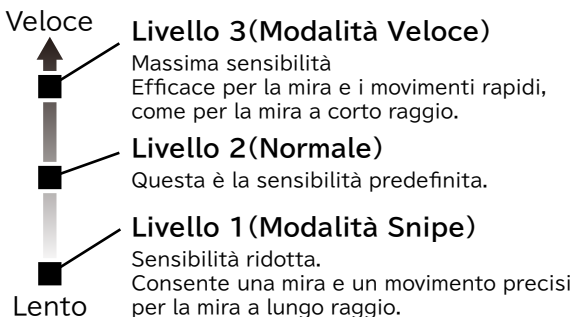 Veloce
Livello 3(Modalità Veloce)
Massima sensibilità
Efficace per la mira e i movimenti rapidi,
come per la mira a corto raggio.
Livello 2(Normale)
Questa è la sensibilità predefinita.
Livello 1(Modalità Snipe)
Sensibilità ridotta.
Consente una mira e un movimento precisi
per la mira a lungo raggio.
Lento